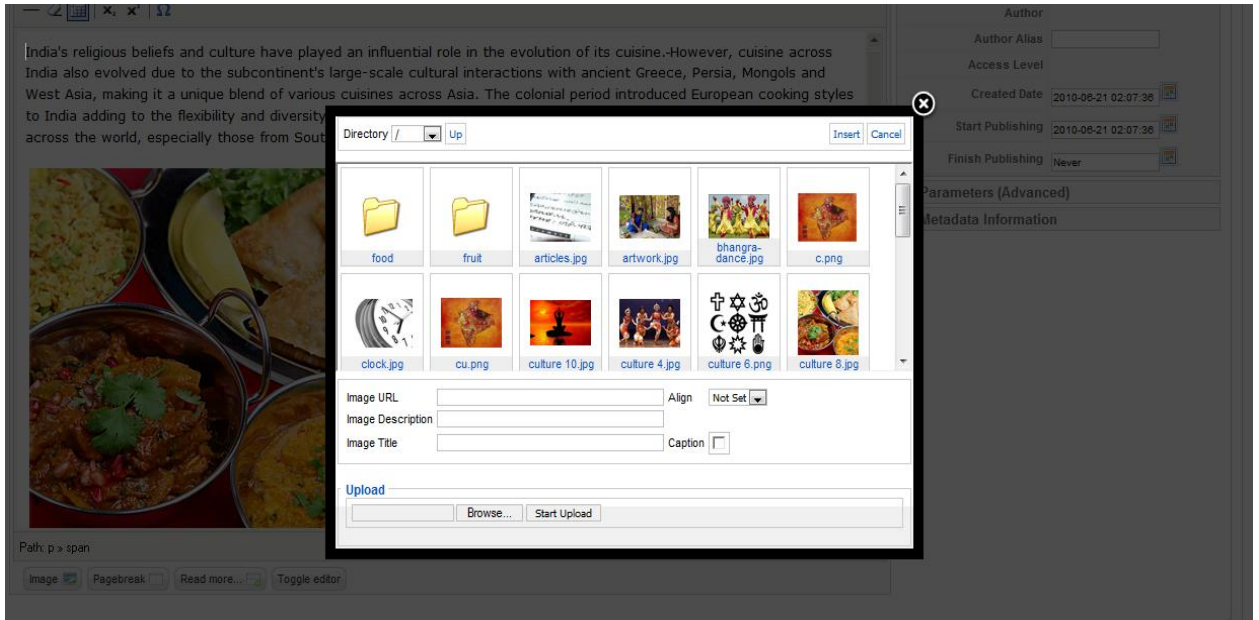 Author
Author Alias
Access Level
Created Date 2010-06-21 02:07:36
Start Publishing 2010-06-21 02:07:36
Finish Publishing Never
Parameters (Advanced)
Metadata Information
India's religious beliefs and culture have played an influential role in the evolution of its cuisine.-However, cuisine across
India also evolved due to the subcontinent's large-scale cultural interactions with ancient Greece, Persia, Mongols and
West Asia, making it a unique blend of various cuisines across Asia. The colonial period introduced European cooking styles
to India adding to the flexibility and diversity
across the world, especially those from Sout
Directory / Up Insert Cancel
food fruit articles.jpg artwork.jpg bhangra-
dance.jpg c.png
clock.jpg cu.png culture 10.jpg culture 4.jpg culture 6.png culture 8.jpg
Image URL Align Not Set
Image Description
Image Title Caption
Upload
Browse... Start Upload
Path: p » span
Image Pagebreak Read more... Toggle editor